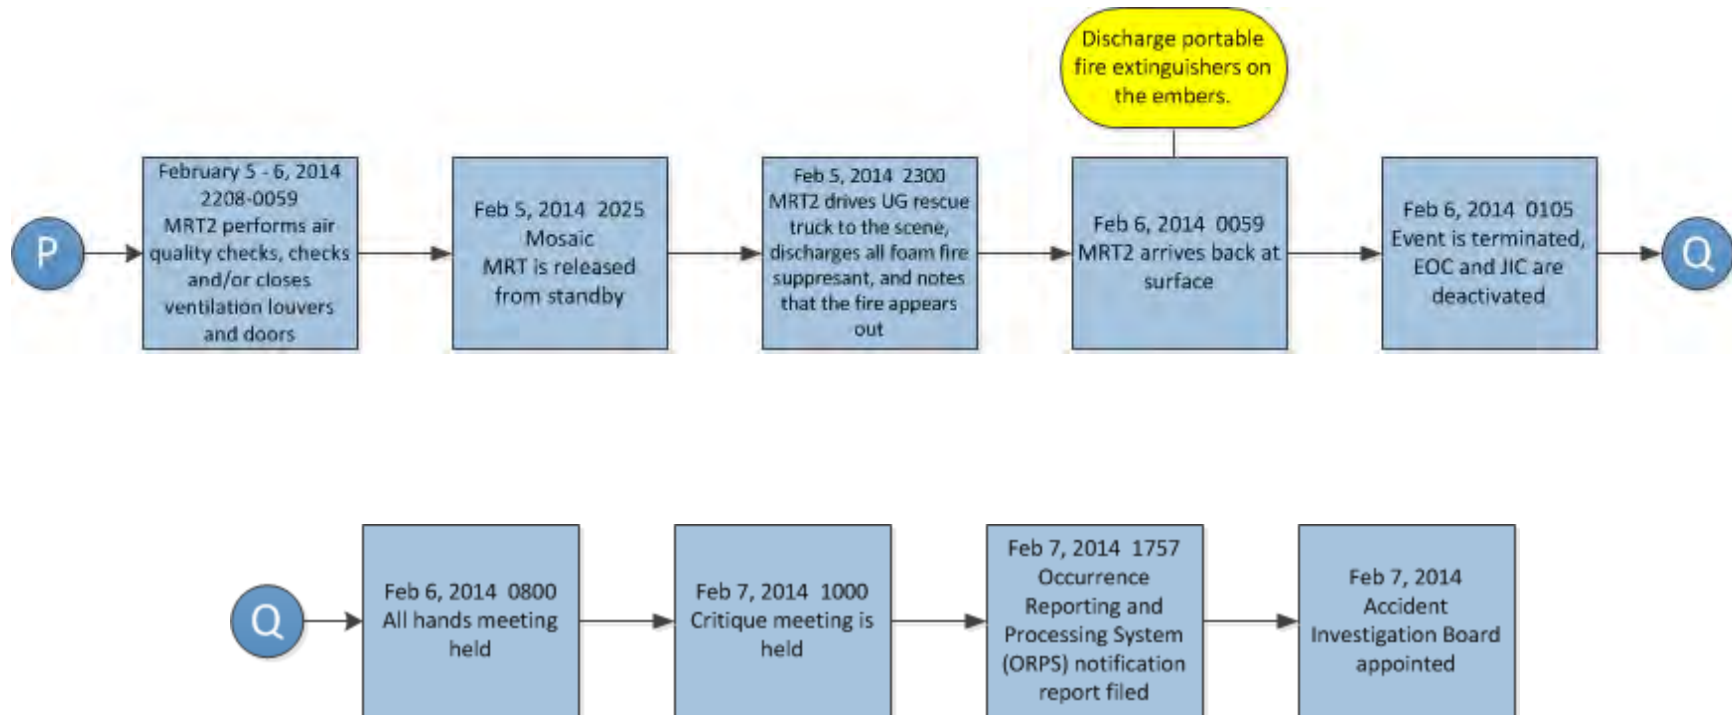 Discharge portable
fire extinguishers on
the embers.
P
February 5 - 6, 2014
2208-0059
MRT2 performs air
quality checks, checks
and/or closes
ventilation louvers
and doors
Feb 5, 2014 2025
Mosaic
MRT is released
from standby
Feb 5, 2014 2300
MRT2 drives UG rescue
truck to the scene,
discharges all foam fire
suppresant, and notes
that the fire appears
out
Feb 6, 2014 0059
MRT2 arrives back at
surface
Feb 6, 2014 0105
Event is terminated,
EOC and JIC are
deactivated
Q
Q
Feb 6, 2014 0800
All hands meeting
held
Feb 7, 2014 1000
Critique meeting is
held
Feb 7, 2014 1757
Occurrence
Reporting and
Processing System
(ORPS) notification
report filed
Feb 7, 2014
Accident
Investigation Board
appointed